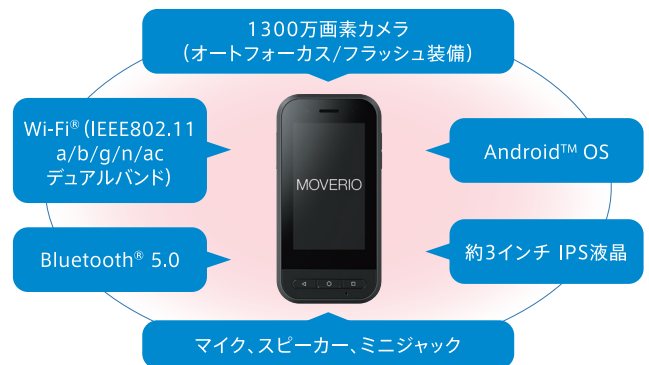 1300万画素カメラ
(オートフォーカス/フラッシュ装備)
Wi-Fi® (IEEE802.11
a/b/g/n/ac
デュアルバンド)
Android™ OS
MOVERIO
Bluetooth® 5.0
約3インチ IPS液晶
マイク、スピーカー、ミニジャック